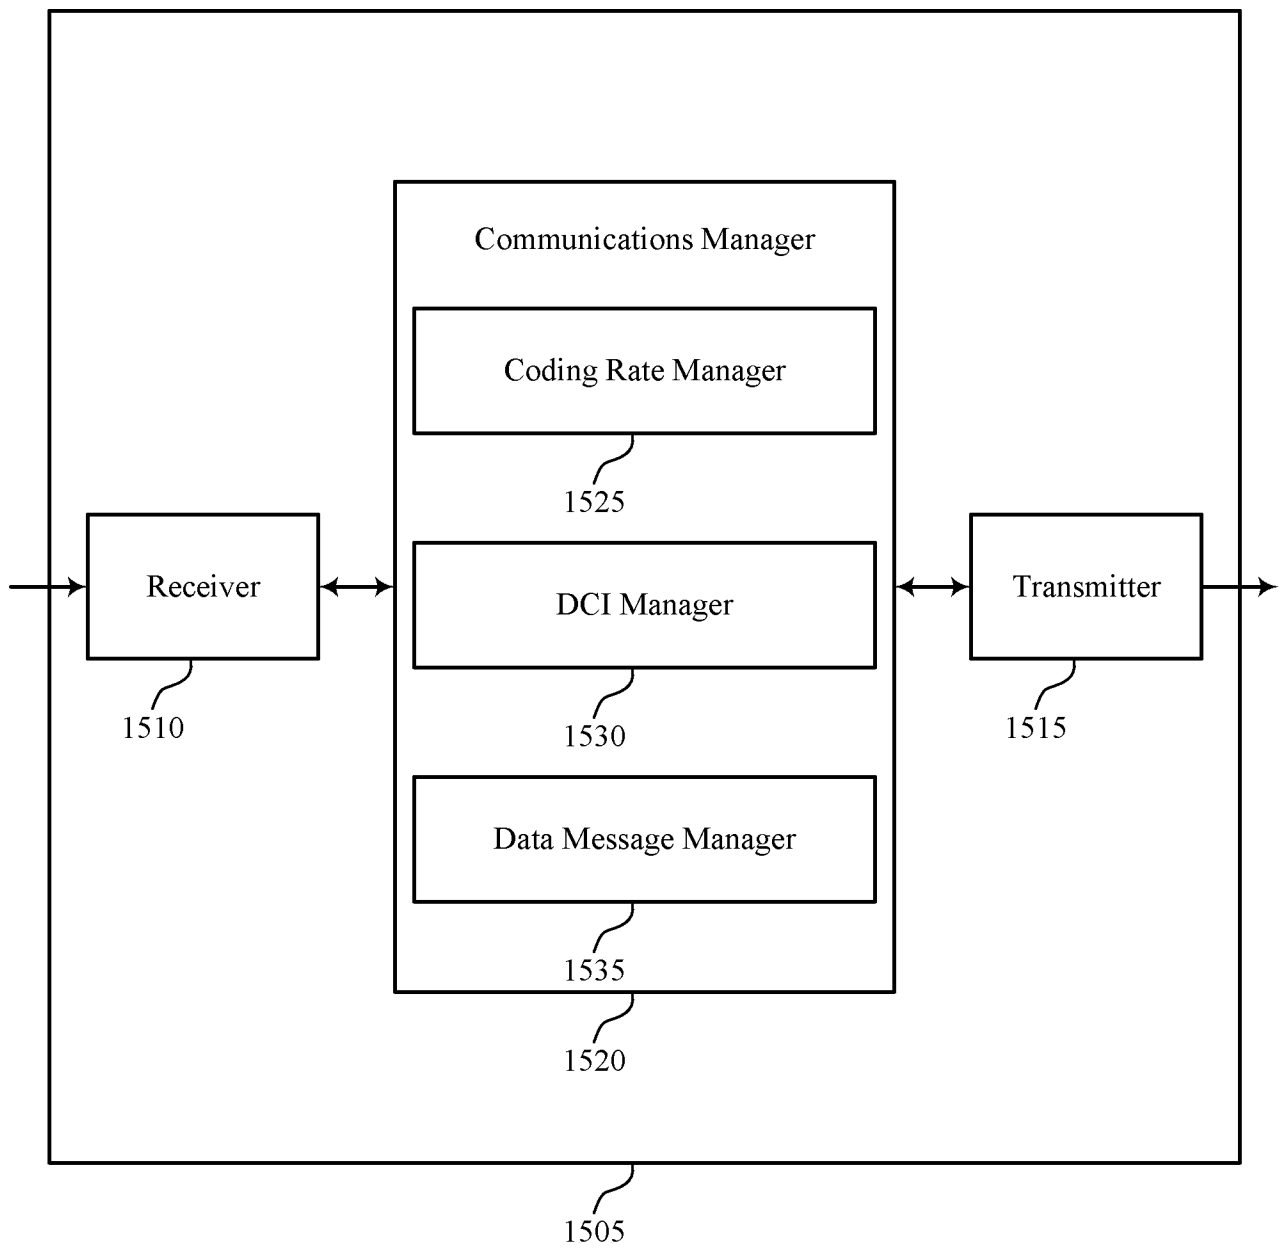 Communications Manager
Coding Rate Manager
1525
Receiver
1510
DCI Manager
1530
Transmitter
1515
Data Message Manager
1535
1520
1505